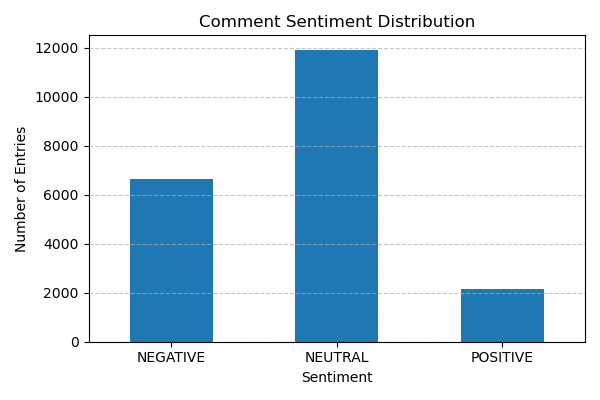 Comment Sentiment Distribution
12000
10000
8000
6000
4000
2000
0
Number of Entries
NEGATIVE NEUTRAL POSITIVE
Sentiment